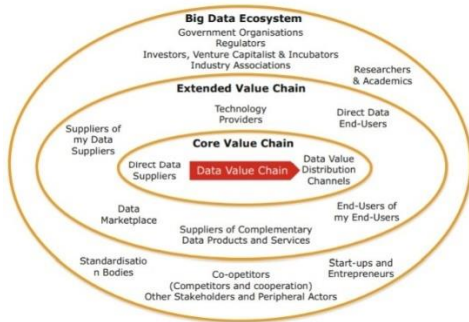 Big Data Ecosystem
Government Organisations
Regulators
Investors, Venture Capitalist & Incubators
Industry Associations
Researchers
& Academics
Extended Value Chain
Technology
Providers
Direct Data
End-Users
Suppliers of
my Data
Suppliers
Core Value Chain
Direct Data
Suppliers
Data Value Chain
Data Value
Distribution
Channels
Data
Marketplace
End-Users of
my End-Users
Suppliers of Complementary
Data Products and Services
Standardisatio
n Bodies
Co-opetitors
(Competitors and cooperation)
Other Stakeholders and Peripheral Actors
Start-ups and
Entrepreneurs